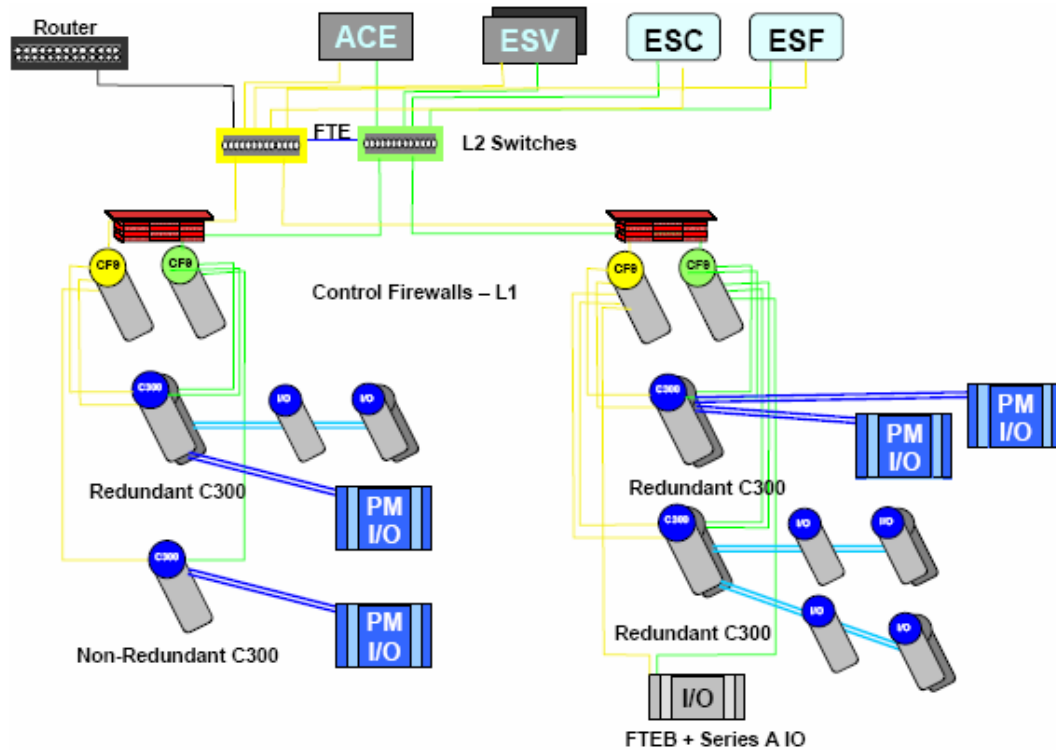 Router
ACE
ESV
ESC
ESF
FTE
L2 Switches
CF9
CF9
CF9
CF9
Control Firewalls – L1
C300
I/O
I/O
C300
PM
I/O
PM
I/O
Redundant C300
PM
I/O
Redundant C300
C300
I/O
I/O
C300
I/O
I/O
Non-Redundant C300
PM
I/O
Redundant C300
I/O
FTEB + Series A IO